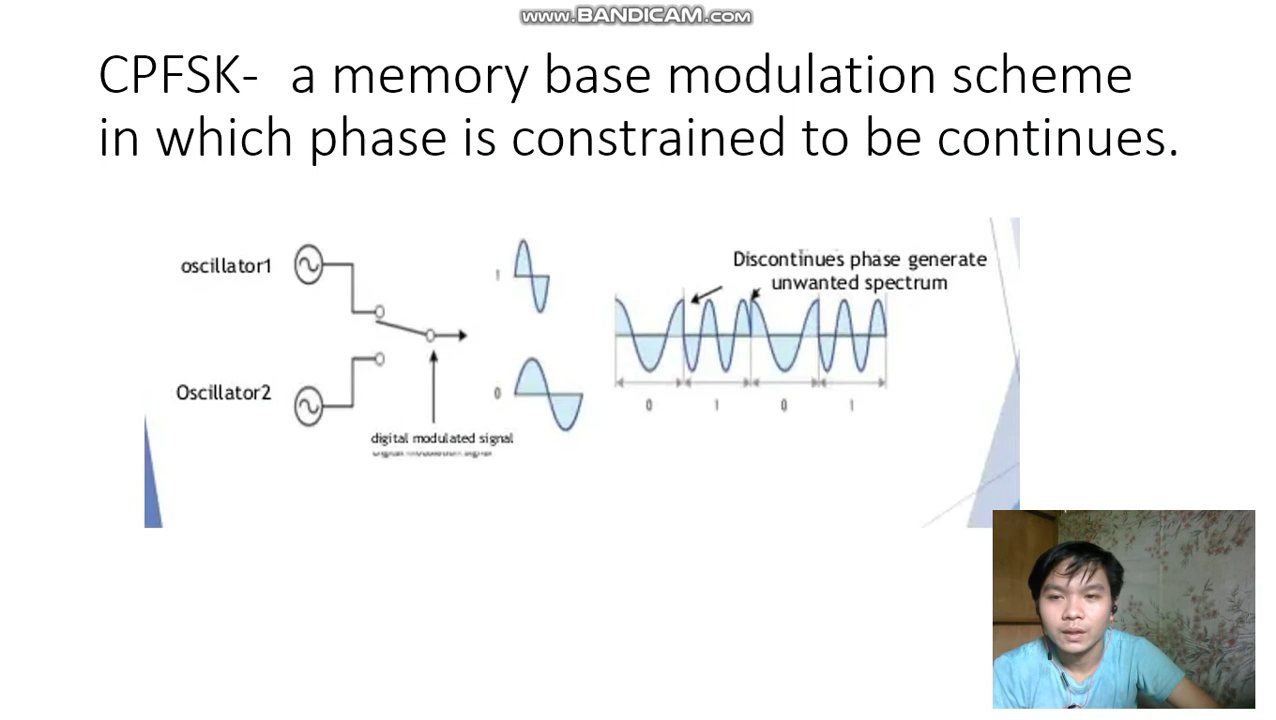 www.BANDICAM.com
CPFSK- a memory base modulation scheme
in which phase is constrained to be continues.
oscillator1
Oscillator2
digital modulated signal
1
0
Discontinues phase generate
unwanted spectrum
0 1 0 1